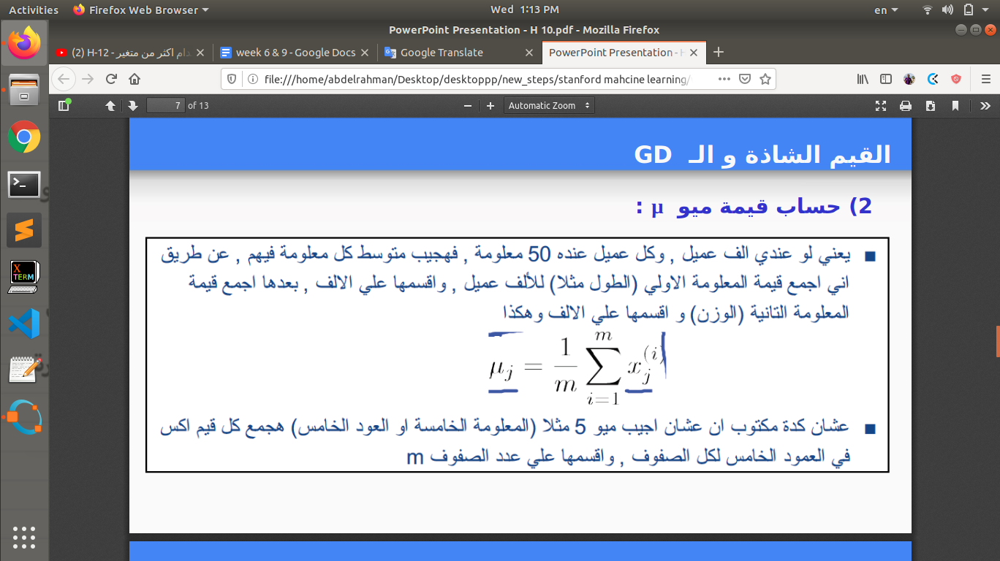 Activities Firefox Web Browser Wed 1:13 PM en
PowerPoint Presentation - H 10.pdf - Mozilla Firefox
(2) H-12 - دام اكثر من متغير week 6 & 9 - Google Docs Google Translate PowerPoint Presentation - H
file:///home/abdelrahman/Desktop/desktoppp/new_steps/stanford mahcine learning/
7 of 13 Automatic Zoom
القيم الشاذة و الـ GD
2) حساب قيمة ميو µ :
يعني لو عندي الف عميل , وكل عميل عنده 50 معلومة , فهجيب متوسط كل معلومة فيهم , عن طريق
اني اجمع قيمة المعلومة الاولي (الطول مثلا) للألف عميل , واقسمها علي الالف , بعدها اجمع قيمة
المعلومة التانية (الوزن) و اقسمها علي الالف وهكذا
μ_j = 1/m ∑_{i=1}^{m} x_j^{(i)}
عشان كدة مكتوب ان عشان اجيب ميو 5 مثلا (المعلومة الخامسة او العود الخامس) هجمع كل قيم اكس
في العمود الخامس لكل الصفوف , واقسمها علي عدد الصفوف m
>_
X
TERM